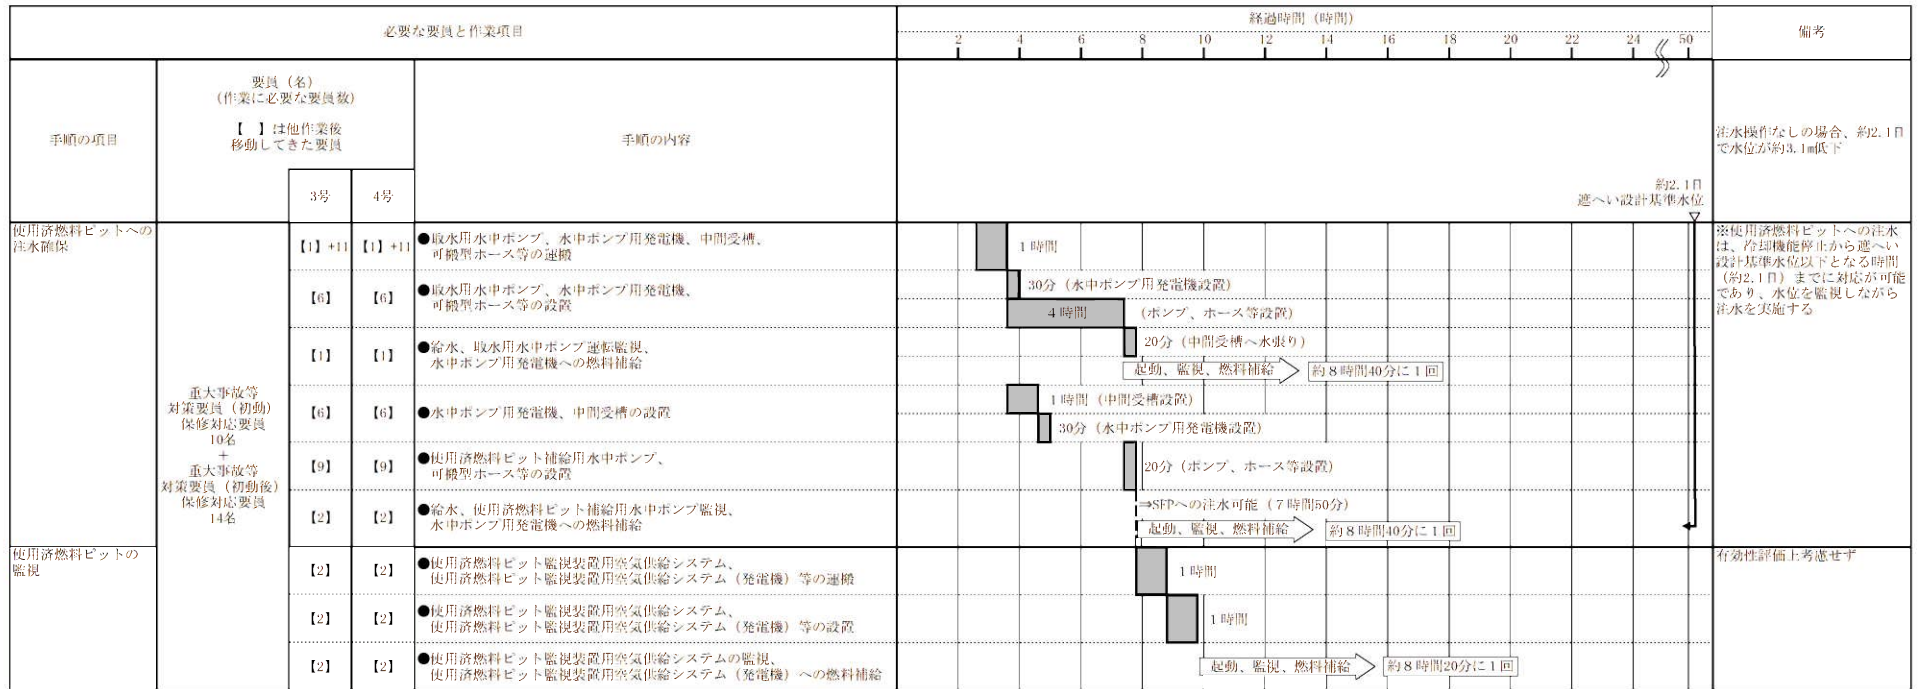 必要な要員と作業項目
経過時間（時間）
備考
2 4 6 8 10 12 14 16 18 20 22 24 50
手順の項目
要員（名）
（作業に必要な要員数）
【　】は他作業後
移動してきた要員
3号
4号
手順の内容
約2.1日
遮へい設計基準水位
注水操作なしの場合、約2.1日
で水位が約3.1m低下
使用済燃料ピットへの
注水確保
重大事故等
対策要員（初動）
保修対応要員
10名
+
重大事故等
対策要員（初動後）
保修対応要員
14名
【1】+11
【1】+11
●取水用水中ポンプ、水中ポンプ用発電機、中間受槽、
可搬型ホース等の運搬
1時間
【6】
【6】
●取水用水中ポンプ、水中ポンプ用発電機、
可搬型ホース等の設置
30分（水中ポンプ用発電機設置）
4時間
（ポンプ、ホース等設置）
【1】
【1】
●給水、取水用水中ポンプ運転監視、
水中ポンプ用発電機への燃料補給
20分（中間受槽へ水張り）
起動、監視、燃料補給
約8時間40分に1回
【6】
【6】
●水中ポンプ用発電機、中間受槽の設置
1時間（中間受槽設置）
30分（水中ポンプ用発電機設置）
【9】
【9】
●使用済燃料ピット補給用水中ポンプ、
可搬型ホース等の設置
20分（ポンプ、ホース等設置）
【2】
【2】
●給水、使用済燃料ピット補給用水中ポンプ監視、
水中ポンプ用発電機への燃料補給
⇒SFPへの注水可能（7時間50分）
起動、監視、燃料補給
約8時間40分に1回
※使用済燃料ピットへの注水
は、冷却機能停止から遮へい
設計基準水位以下となる時間
（約2.1日）までに対応が可能
であり、水位を監視しながら
注水を実施する
使用済燃料ピットの
監視
【2】
【2】
●使用済燃料ピット監視装置用空気供給システム、
使用済燃料ピット監視装置用空気供給システム（発電機）等の運搬
1時間
有効性評価上考慮せず
【2】
【2】
●使用済燃料ピット監視装置用空気供給システム、
使用済燃料ピット監視装置用空気供給システム（発電機）等の設置
1時間
【2】
【2】
●使用済燃料ピット監視装置用空気供給システムの監視、
使用済燃料ピット監視装置用空気供給システム（発電機）への燃料補給
起動、監視、燃料補給
約8時間20分に1回